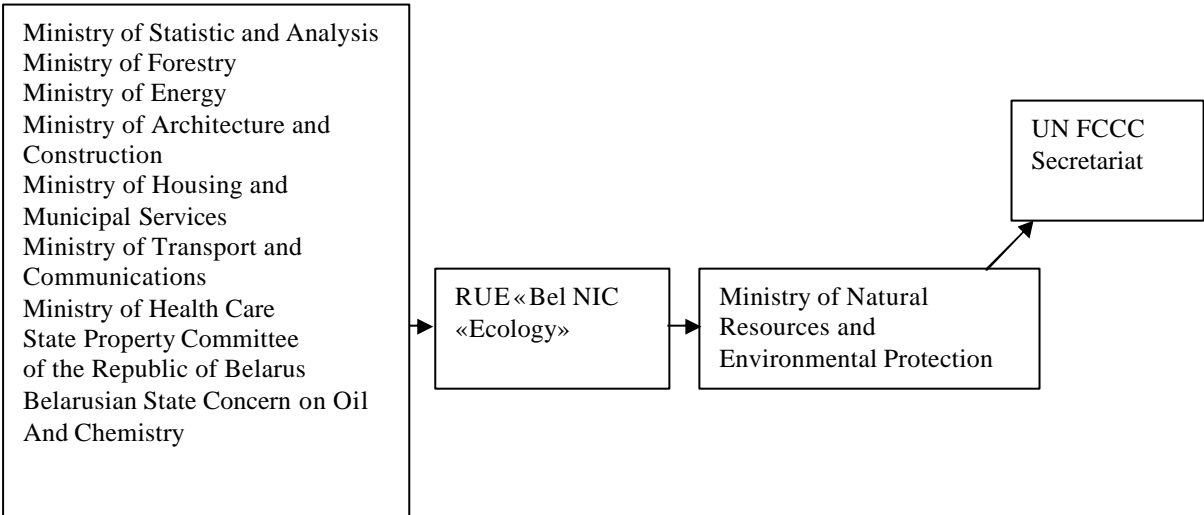 Ministry of Statistic and Analysis
Ministry of Forestry
Ministry of Energy
Ministry of Architecture and
Construction
Ministry of Housing and
Municipal Services
Ministry of Transport and
Communications
Ministry of Health Care
State Property Committee
of the Republic of Belarus
Belarusian State Concern on Oil
And Chemistry
RUE «Bel NIC
«Ecology»
Ministry of Natural
Resources and
Environmental Protection
UN FCCC
Secretariat